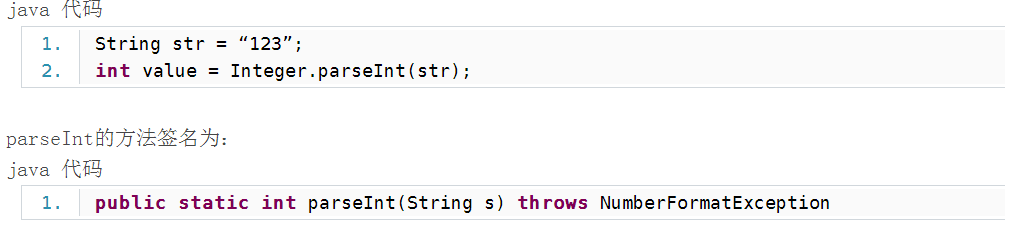 java 代码
1. String str = “123”;
2. int value = Integer.parseInt(str);
parseInt的方法签名为:
java 代码
1. public static int parseInt(String s) throws NumberFormatException